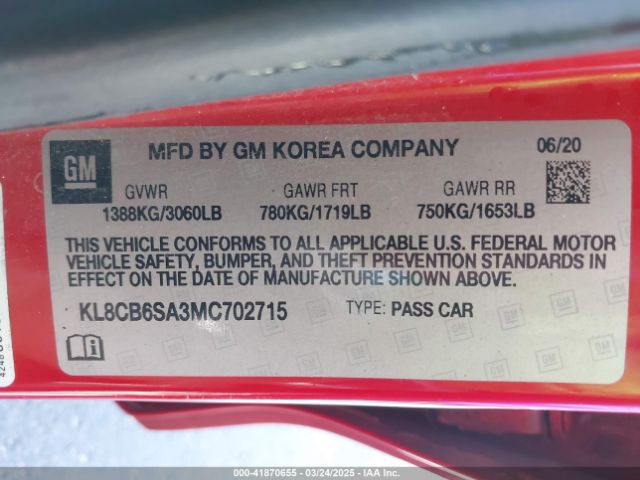 GM
MFD BY GM KOREA COMPANY
06/20
GVWR GAWR FRT GAWR RR
1388KG/3060LB 780KG/1719LB 750KG/1653LB
THIS VEHICLE CONFORMS TO ALL APPLICABLE U.S. FEDERAL MOTOR
VEHICLE SAFETY, BUMPER, AND THEFT PREVENTION STANDARDS IN
EFFECT ON THE DATE OF MANUFACTURE SHOWN ABOVE.
KL8CB6SA3MC702715 TYPE: PASS CAR
000-41870655 - 03/24/2025 - IAA Inc.